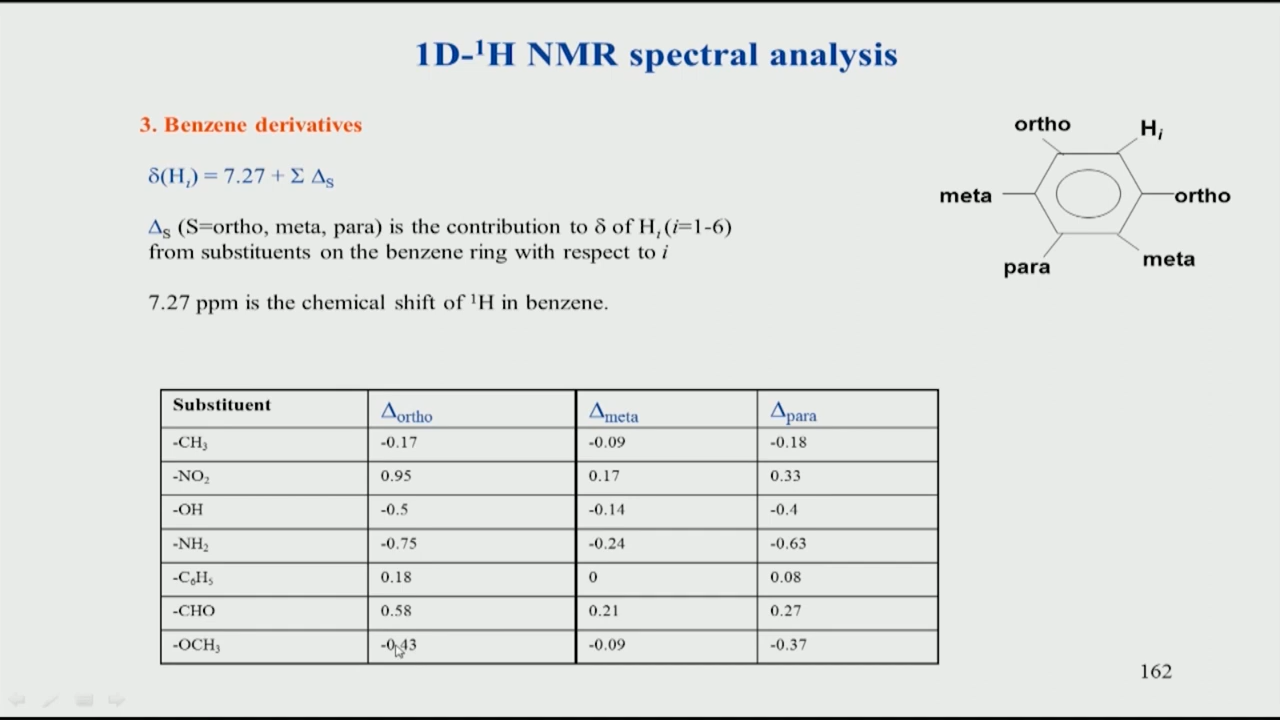 1D-¹H NMR spectral analysis
3. Benzene derivatives
δ(Hᵢ) = 7.27 + Σ Δₛ
Δₛ (S=ortho, meta, para) is the contribution to δ of Hᵢ (i=1-6)
from substituents on the benzene ring with respect to i
7.27 ppm is the chemical shift of ¹H in benzene.
ortho Hᵢ
meta ortho
para meta
Substituent Δortho Δmeta Δpara
-CH₃ -0.17 -0.09 -0.18
-NO₂ 0.95 0.17 0.33
-OH -0.5 -0.14 -0.4
-NH₂ -0.75 -0.24 -0.63
-C₆H₅ 0.18 0 0.08
-CHO 0.58 0.21 0.27
-OCH₃ -0.43 -0.09 -0.37
162